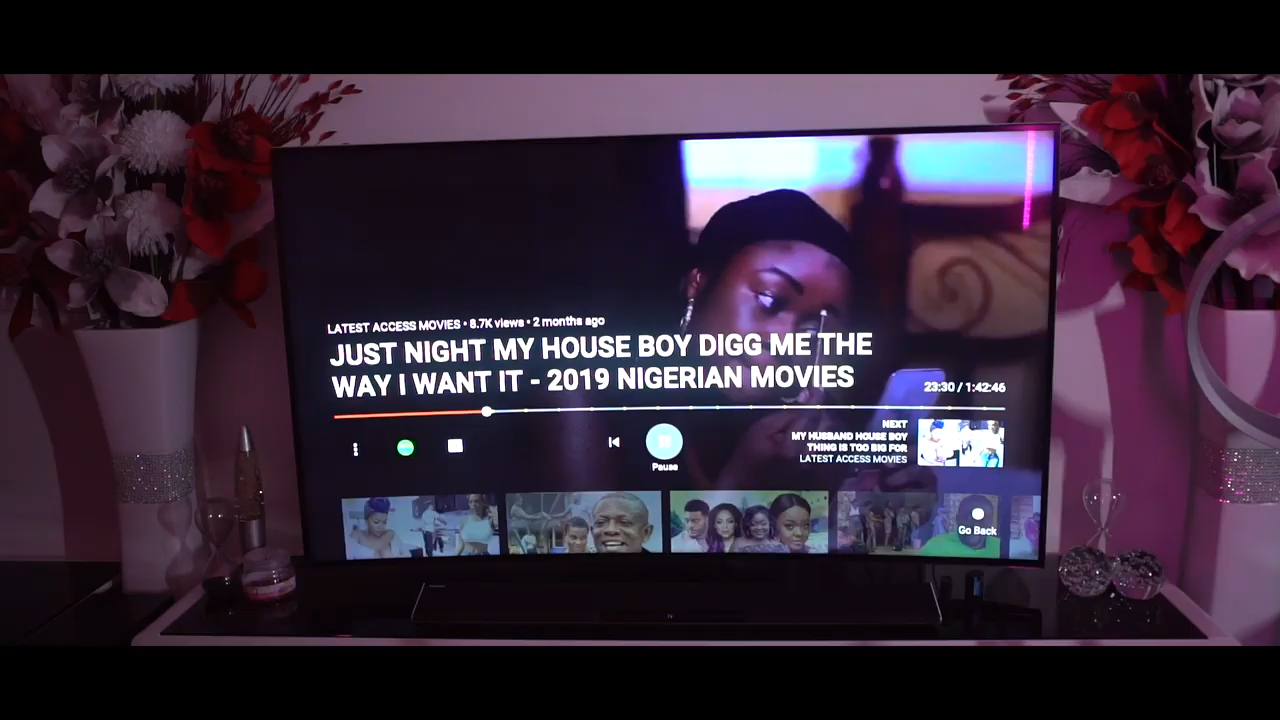 LATEST ACCESS MOVIES • 8.7K views • 2 months ago
JUST NIGHT MY HOUSE BOY DIGG ME THE
WAY I WANT IT - 2019 NIGERIAN MOVIES
23:30 / 1:42:46
Pause
NEXT
MY HUSBAND HOUSE BOY
THING IS TOO BIG FOR
LATEST ACCESS MOVIES
Go Back